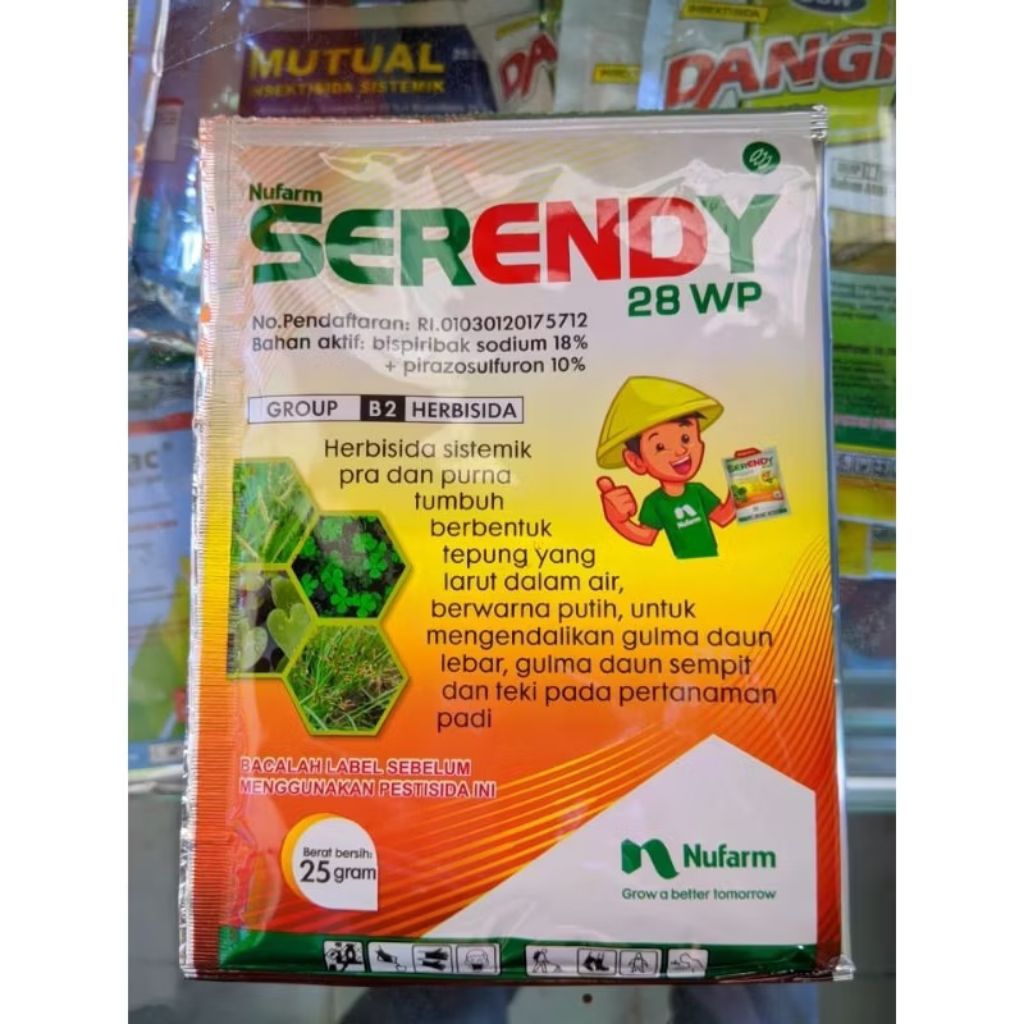 MUTUAL
INSEKTISIDA SISTEMIK
DANG
Nufarm
SERENDY
28 WP
No.Pendaftaran: RI.01030120175712
Bahan aktif: bispiribak sodium 18%
+ pirazosulfuron 10%
GROUP B2 HERBISIDA
Herbisida sistemik
pra dan purna
tumbuh
berbentuk
tepung yang
larut dalam air,
berwarna putih, untuk
mengendalikan gulma daun
lebar, gulma daun sempit
dan teki pada pertanaman
padi
SERENDY
Nufarm
BACALAH LABEL SEBELUM
MENGGUNAKAN PESTISIDA INI
Berat bersih:
25 gram
Nufarm
Grow a better tomorrow